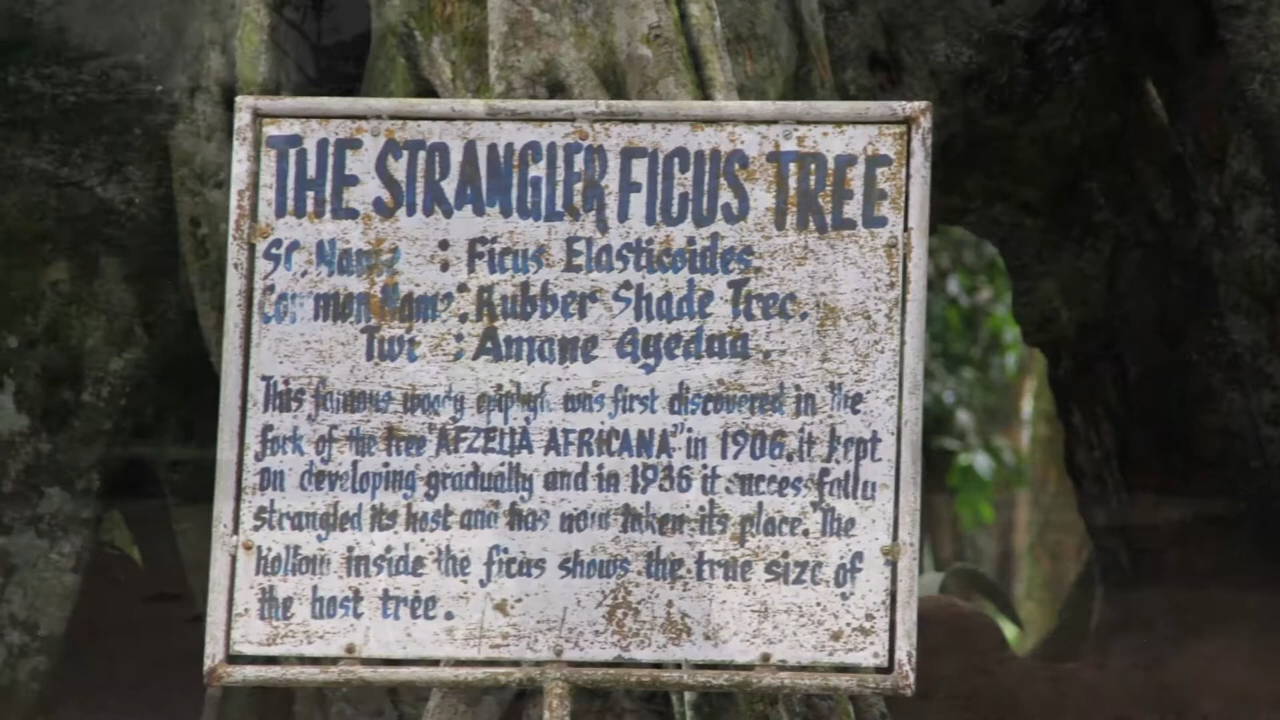 THE STRANGLER FICUS TREE
Sc. Name : Ficus Elasticoides
Common Name : Rubber Shade Tree.
Twi : Amane Gyedua.
This famous woody was first discovered in the
fork of the tree "AFZELIA AFRICANA" in 1906. it kept
on developing gradually and in 1936 it successfully
strangled its host and has now taken its place. The
hollow inside the ficus shows the true size of
the host tree.